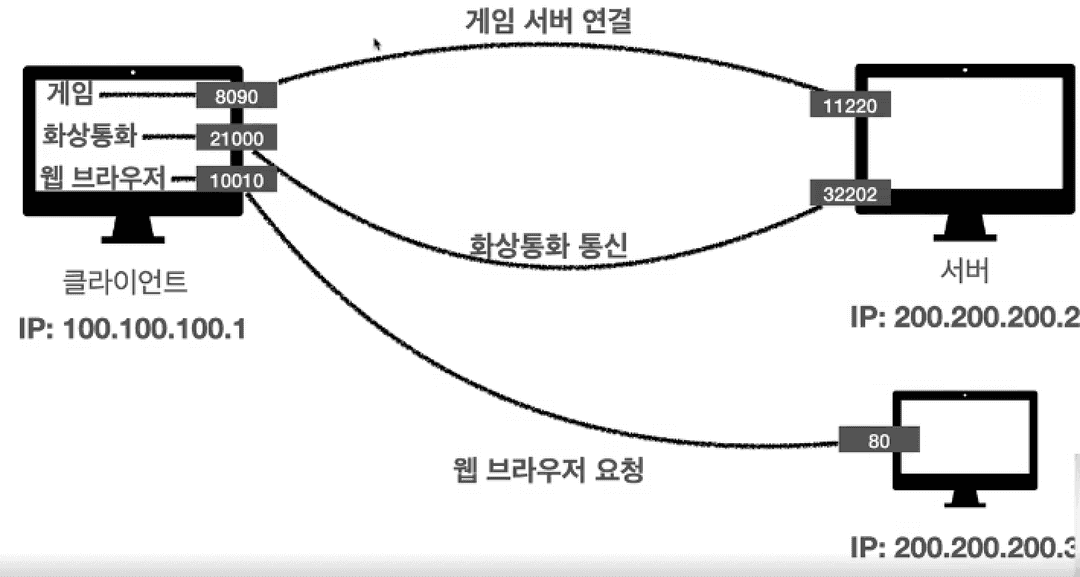 게임 서버 연결
게임
8090
11220
화상통화
21000
웹 브라우저
10010
32202
화상통화 통신
클라이언트
서버
IP: 100.100.100.1
IP: 200.200.200.2
80
웹 브라우저 요청
IP: 200.200.200.3